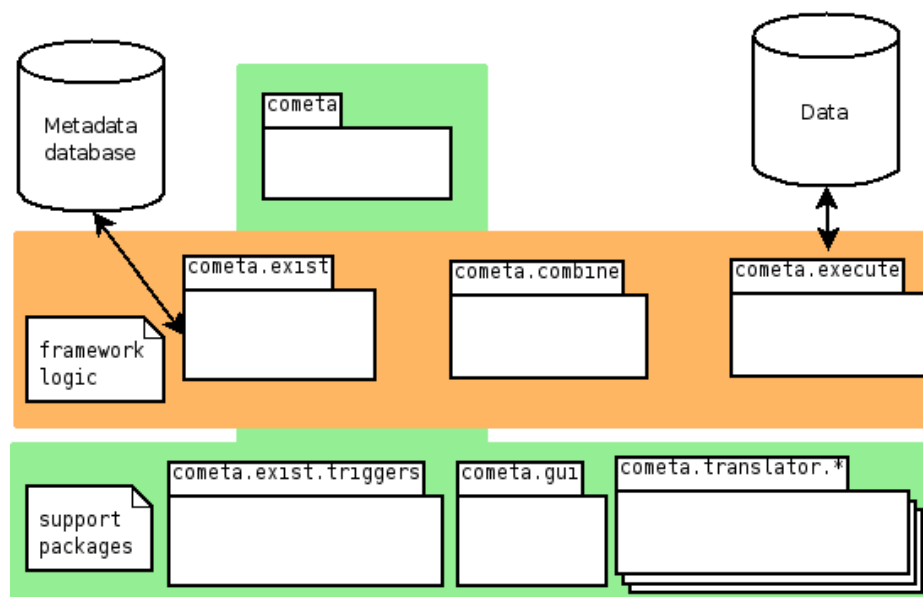 Metadata
database
Data
cometa
cometa.exist
cometa.combine
cometa.execute
framework
logic
cometa.exist.triggers
cometa.gui
cometa.translator.*
support
packages